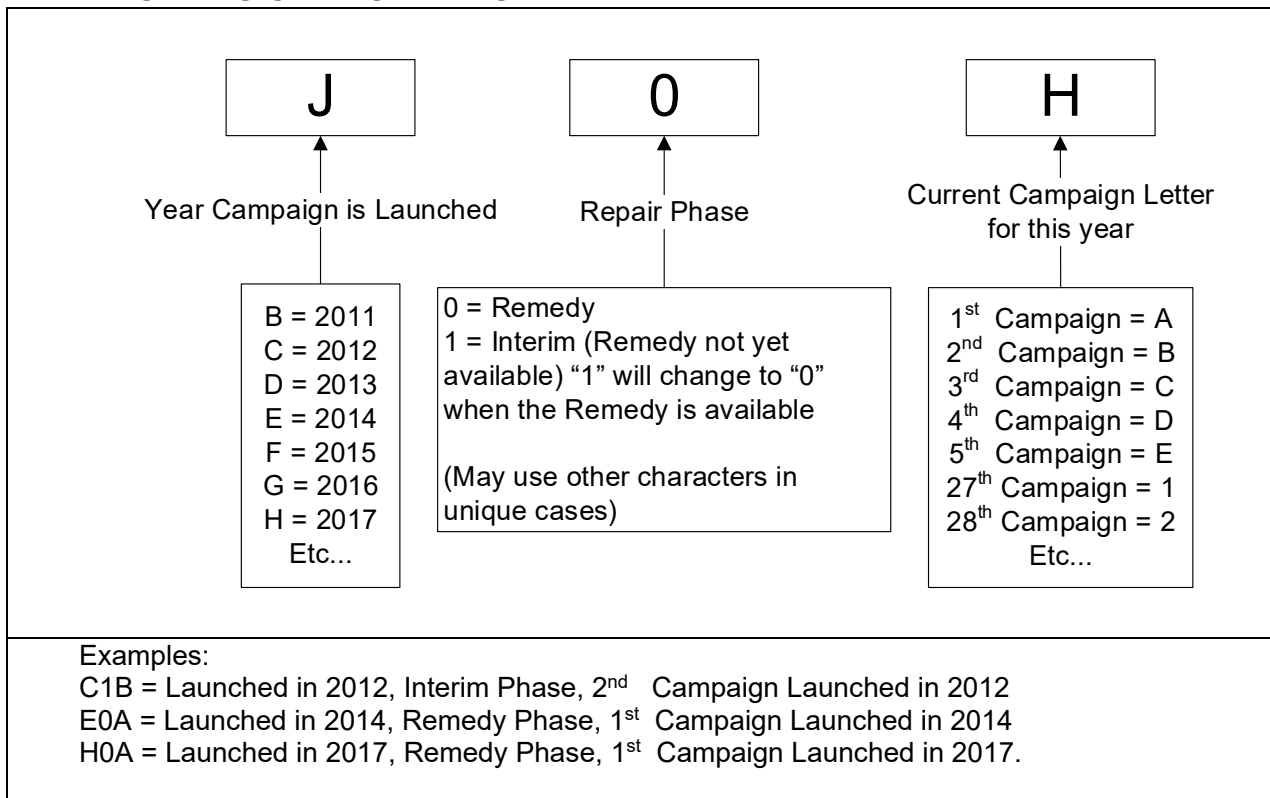 J
0
H
Year Campaign is Launched
Repair Phase
Current Campaign Letter
for this year
B = 2011
C = 2012
D = 2013
E = 2014
F = 2015
G = 2016
H = 2017
Etc...
0 = Remedy
1 = Interim (Remedy not yet
available) “1” will change to “0”
when the Remedy is available
(May use other characters in
unique cases)
1st Campaign = A
2nd Campaign = B
3rd Campaign = C
4th Campaign = D
5th Campaign = E
27th Campaign = 1
28th Campaign = 2
Etc...
Examples:
C1B = Launched in 2012, Interim Phase, 2nd Campaign Launched in 2012
E0A = Launched in 2014, Remedy Phase, 1st Campaign Launched in 2014
H0A = Launched in 2017, Remedy Phase, 1st Campaign Launched in 2017.